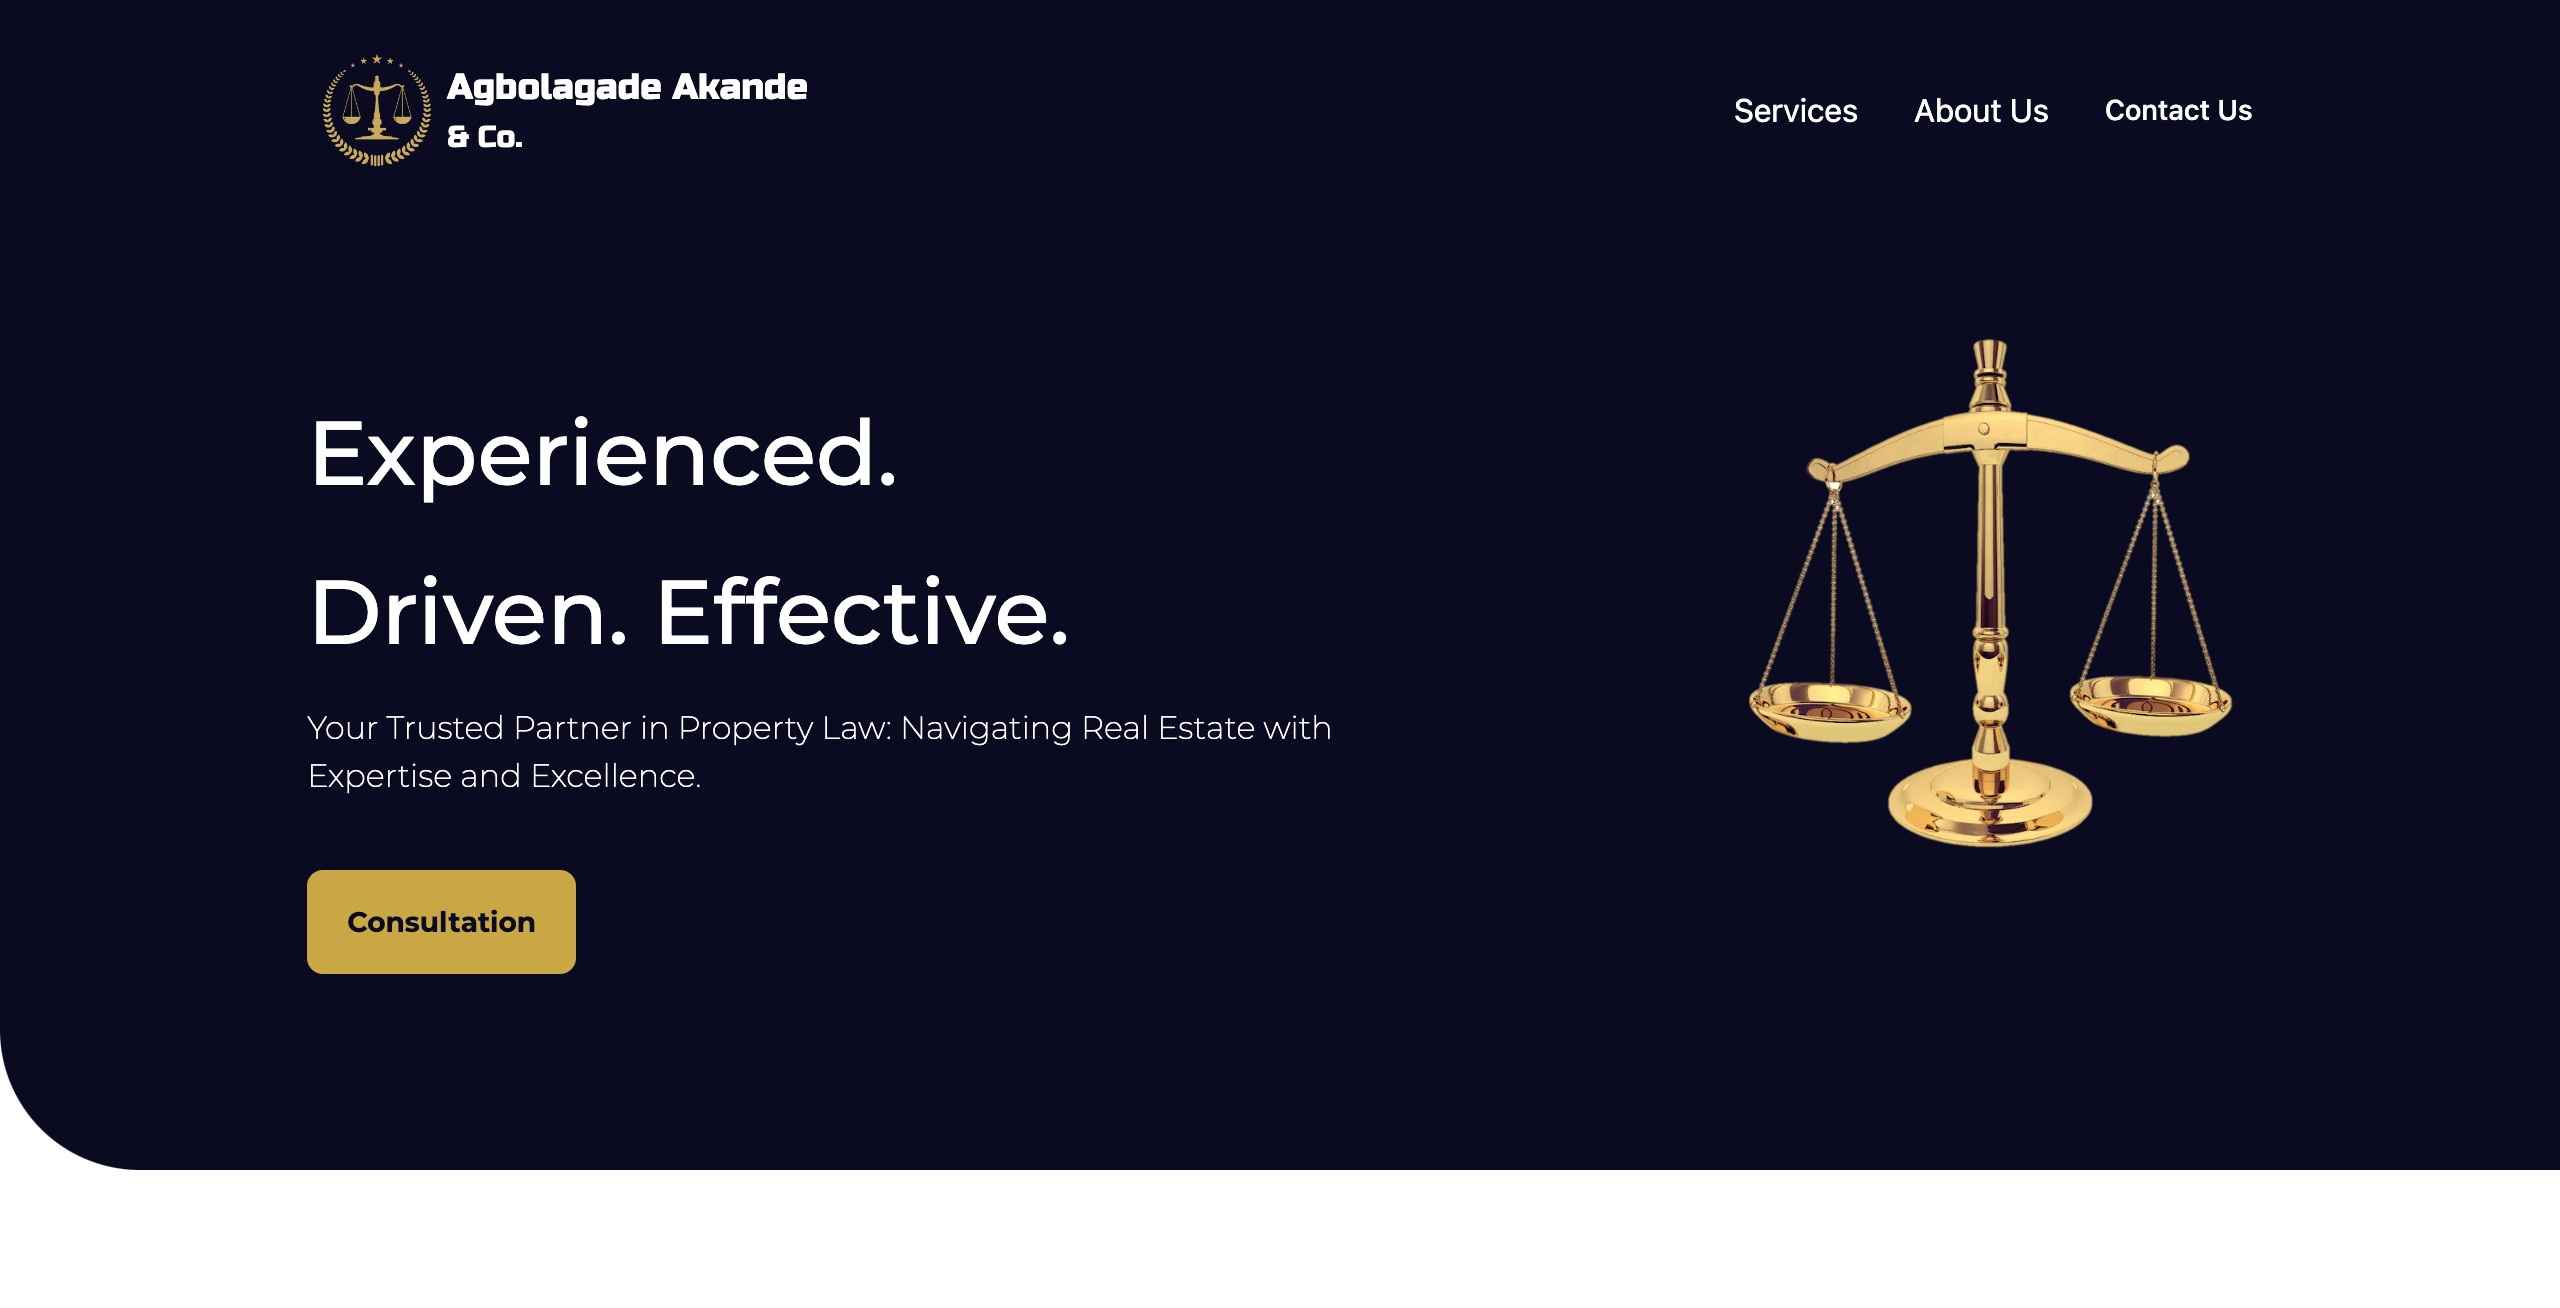 Agbolagade Akande
& Co.
Services
About Us
Contact Us
Experienced.
Driven. Effective.
Your Trusted Partner in Property Law: Navigating Real Estate with
Expertise and Excellence.
Consultation